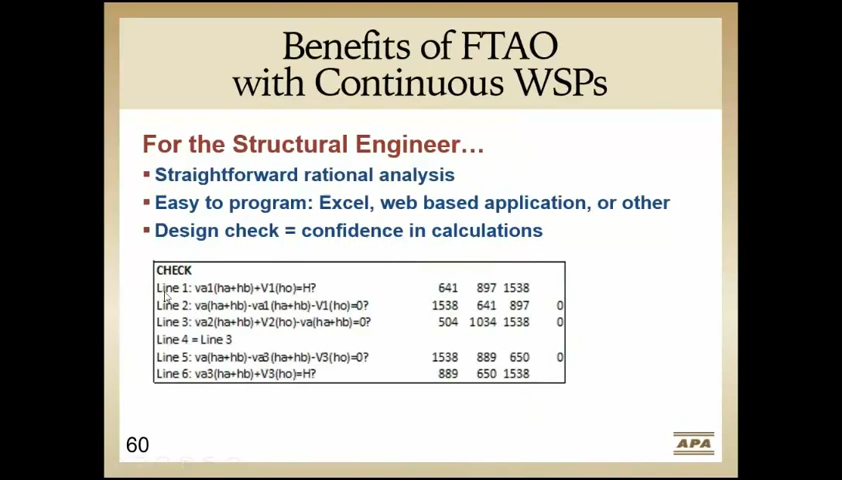 Benefits of FTAO
with Continuous WSPs
For the Structural Engineer…
▪ Straightforward rational analysis
▪ Easy to program: Excel, web based application, or other
▪ Design check = confidence in calculations
CHECK
Line 1: va1(ha+hb)+V1(ho)=H? 641 897 1538
Line 2: va(ha+hb)-va1(ha+hb)-V1(ho)=0? 1538 641 897 0
Line 3: va2(ha+hb)+V2(ho)-va(ha+hb)=0? 504 1034 1538 0
Line 4 = Line 3
Line 5: va(ha+hb)-va3(ha+hb)-V3(ho)=0? 1538 889 650 0
Line 6: va3(ha+hb)+V3(ho)=H? 889 650 1538
60
APA